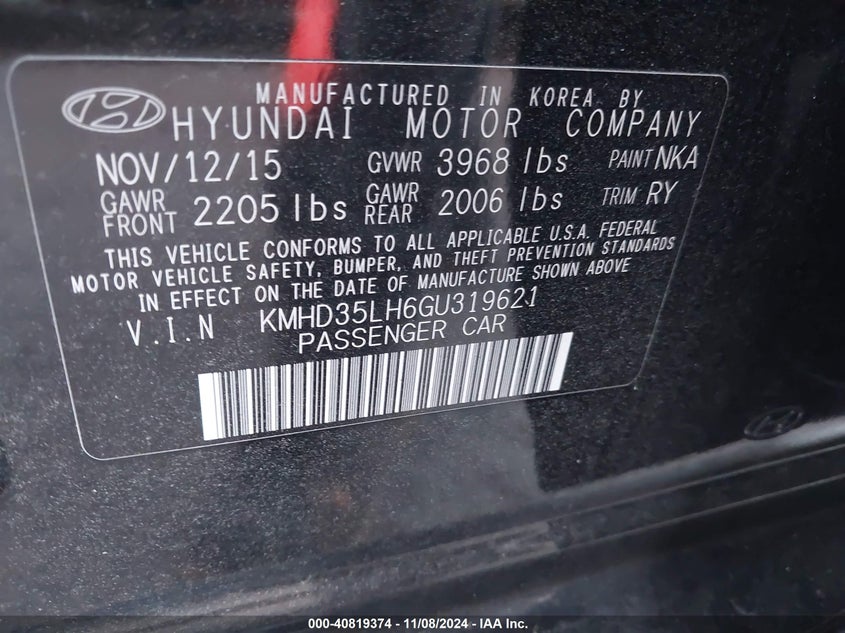 MANUFACTURED IN KOREA BY
HYUNDAI MOTOR COMPANY
NOV/12/15 GVWR 3968 lbs PAINT NKA
GAWR FRONT 2205 lbs GAWR REAR 2006 lbs TRIM RY
THIS VEHICLE CONFORMS TO ALL APPLICABLE U.S.A. FEDERAL
MOTOR VEHICLE SAFETY, BUMPER, AND THEFT PREVENTION STANDARDS
IN EFFECT ON THE DATE OF MANUFACTURE SHOWN ABOVE
V.I.N KMHD35LH6GU319621
PASSENGER CAR
000-40819374 - 11/08/2024 - IAA Inc.